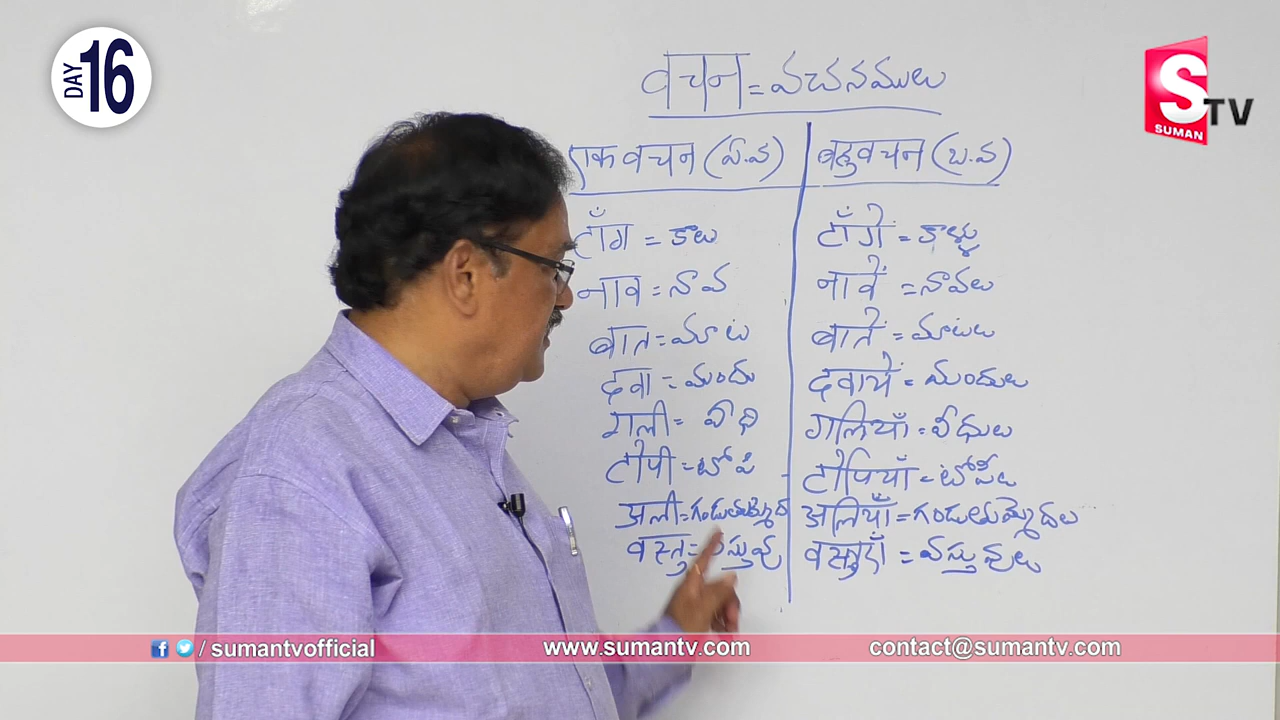 DAY 16
S TV
SUMAN
वचन = వచనములు
एकवचन (ఏ.వ) बहुवचन (బ.వ)
टाँग = కాలు टाँगें = కాళ్ళు
नाव = నావ नावें = నావలు
बात = మాట बातें = మాటలు
दवा = మందు दवायें = మందులు
गली = వీధి गलियाँ = వీధులు
टोपी = టోపి टोपियाँ = టోపీలు
अली = గండుతుమ్మెద अलियाँ = గండుతుమ్మెదల
वस्तु = వస్తువు वस्तुएँ = వస్తువులు
/ sumantvofficial www.sumantv.com contact@sumantv.com